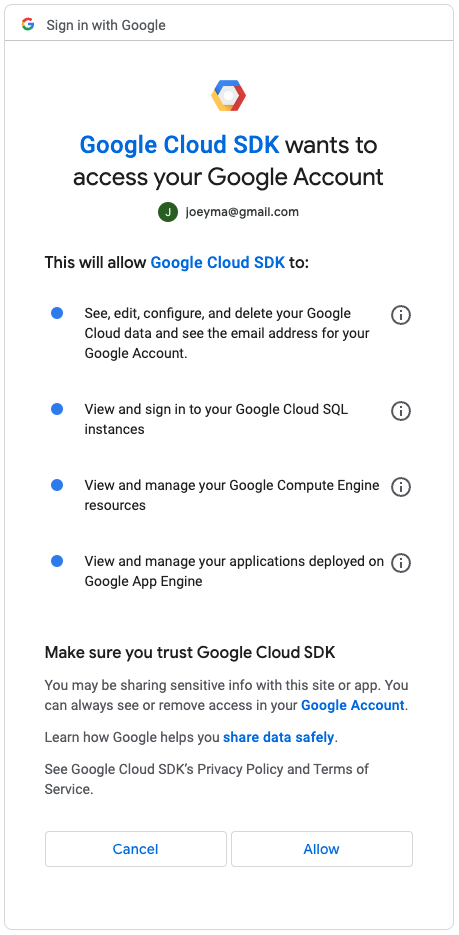 Sign in with Google
Google Cloud SDK wants to
access your Google Account
J joeyma@gmail.com
This will allow Google Cloud SDK to:
See, edit, configure, and delete your Google
Cloud data and see the email address for your
Google Account.
View and sign in to your Google Cloud SQL
instances
View and manage your Google Compute Engine
resources
View and manage your applications deployed on
Google App Engine
Make sure you trust Google Cloud SDK
You may be sharing sensitive info with this site or app. You
can always see or remove access in your Google Account.
Learn how Google helps you share data safely.
See Google Cloud SDK's Privacy Policy and Terms of
Service.
Cancel Allow